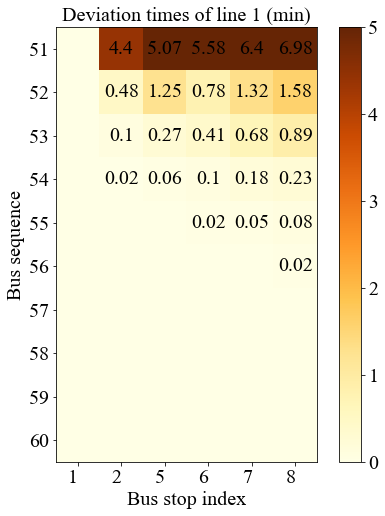 Deviation times of line 1 (min)
51 4.4 5.07 5.58 6.4 6.98
52 0.48 1.25 0.78 1.32 1.58
53 0.1 0.27 0.41 0.68 0.89
54 0.02 0.06 0.1 0.18 0.23
55 0.02 0.05 0.08
56 0.02
57
58
59
60
1 2 5 6 7 8
Bus stop index
Bus sequence
5
4
3
2
1
0